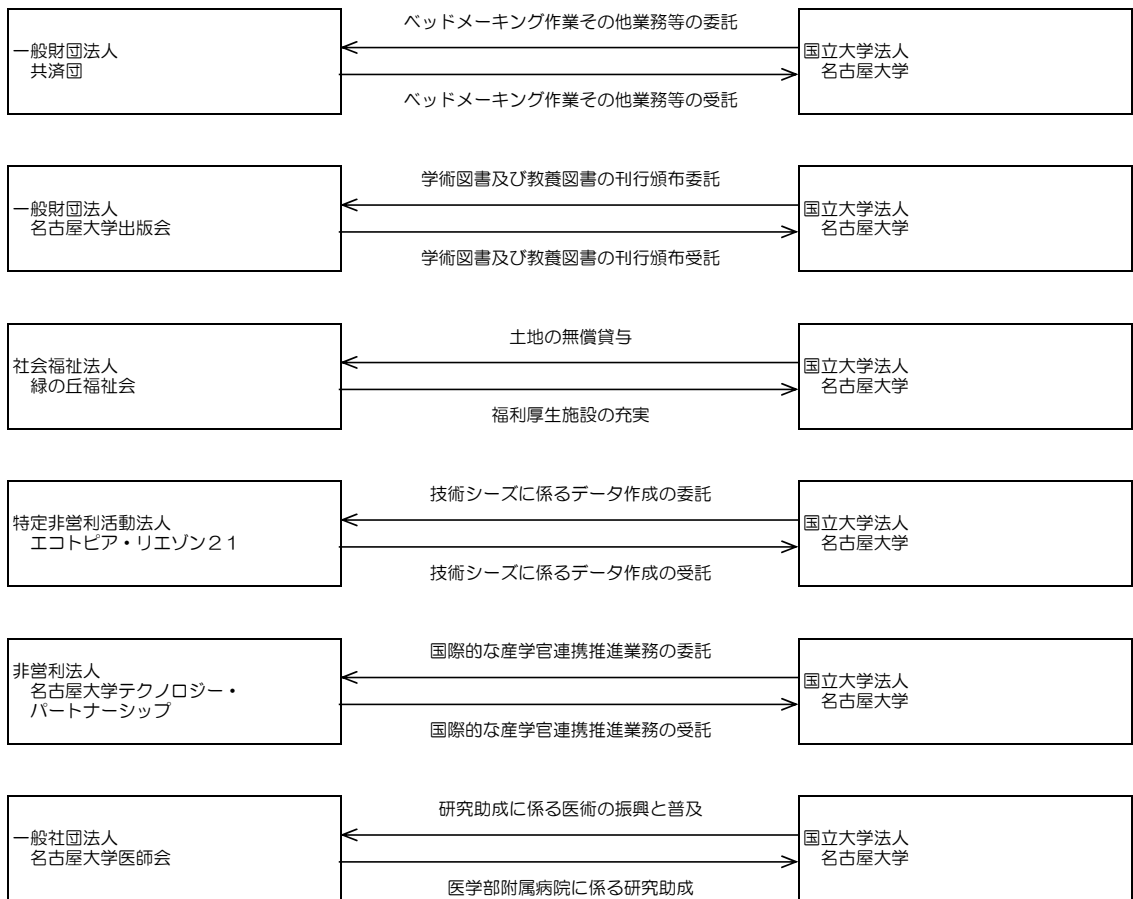 ベッドメーキング作業その他業務等の委託
一般財団法人
共済団
国立大学法人
名古屋大学
ベッドメーキング作業その他業務等の受託
学術図書及び教養図書の刊行頒布委託
一般財団法人
名古屋大学出版会
国立大学法人
名古屋大学
学術図書及び教養図書の刊行頒布受託
土地の無償貸与
社会福祉法人
緑の丘福祉会
国立大学法人
名古屋大学
福利厚生施設の充実
技術シーズに係るデータ作成の委託
特定非営利活動法人
エコトピア・リエゾン２１
国立大学法人
名古屋大学
技術シーズに係るデータ作成の受託
国際的な産学官連携推進業務の委託
非営利法人
名古屋大学テクノロジー・
パートナーシップ
国立大学法人
名古屋大学
国際的な産学官連携推進業務の受託
研究助成に係る医術の振興と普及
一般社団法人
名古屋大学医師会
国立大学法人
名古屋大学
医学部附属病院に係る研究助成